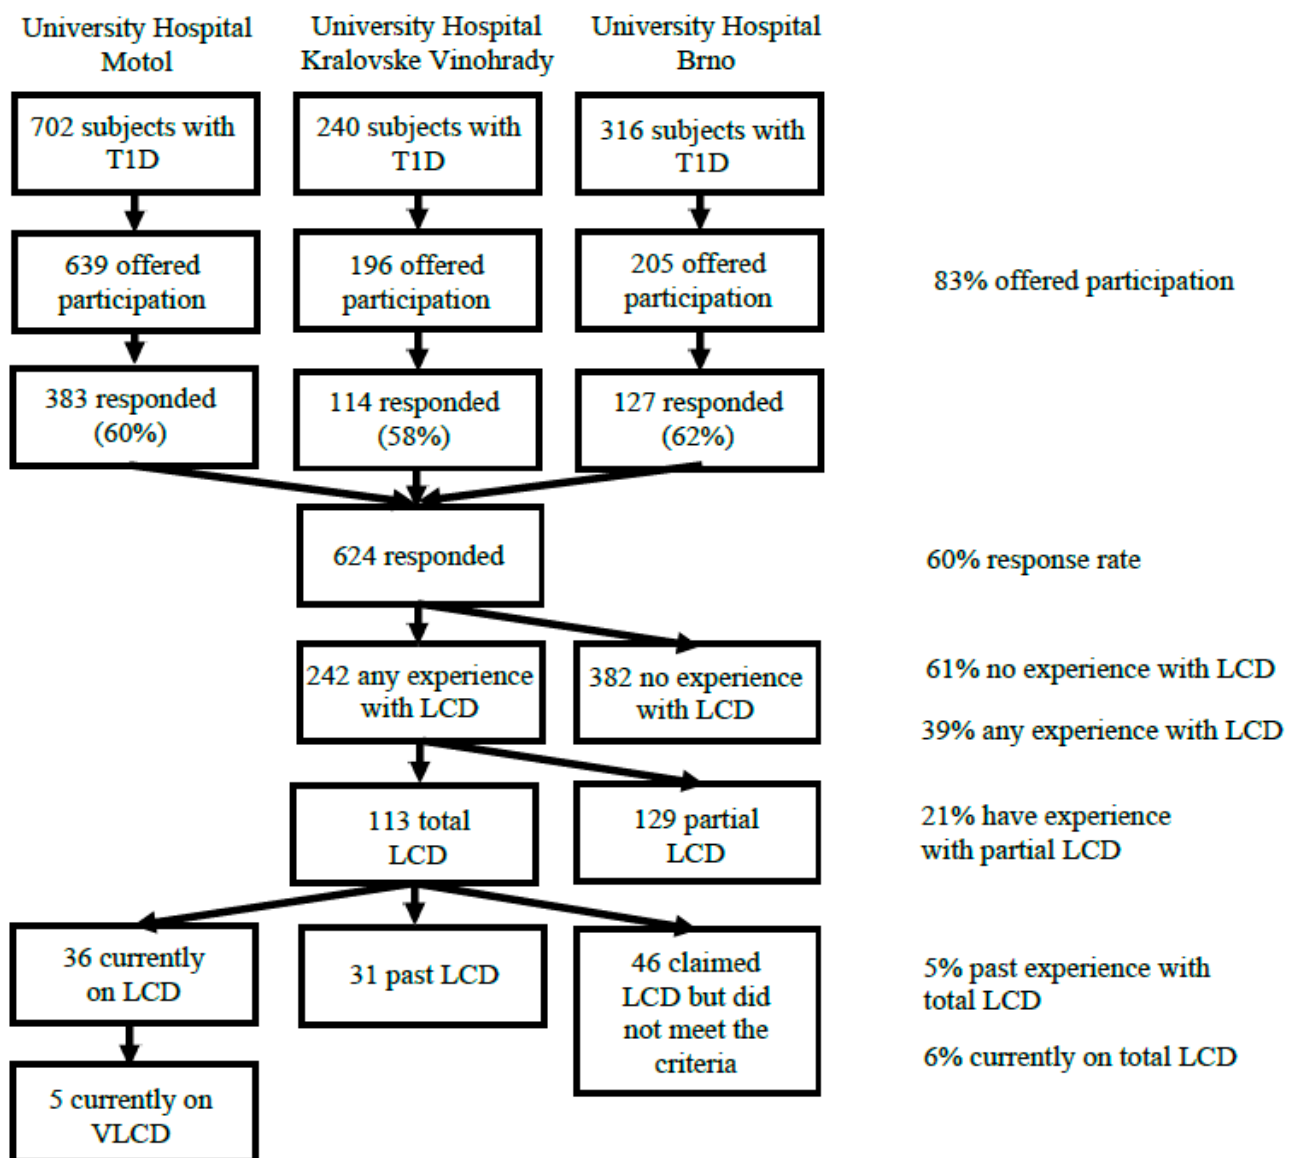 University Hospital
Motol
University Hospital
Kralovske Vinohrady
University Hospital
Brno
702 subjects with
T1D
240 subjects with
T1D
316 subjects with
T1D
639 offered
participation
196 offered
participation
205 offered
participation
83% offered participation
383 responded
(60%)
114 responded
(58%)
127 responded
(62%)
624 responded
60% response rate
242 any experience
with LCD
382 no experience
with LCD
61% no experience with LCD
39% any experience with LCD
113 total
LCD
129 partial
LCD
21% have experience
with partial LCD
36 currently
on LCD
31 past LCD
46 claimed
LCD but did
not meet the
criteria
5% past experience with
total LCD
6% currently on total LCD
5 currently on
VLCD